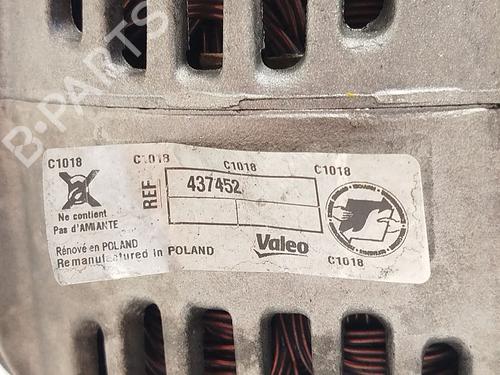 B-PARTS
C1018 C1018 C1018 C1018
REF
437452
Ne contient
Pas d'AMIANTE
Rénové en POLAND
Remanufactured in POLAND
Valeo
C1018